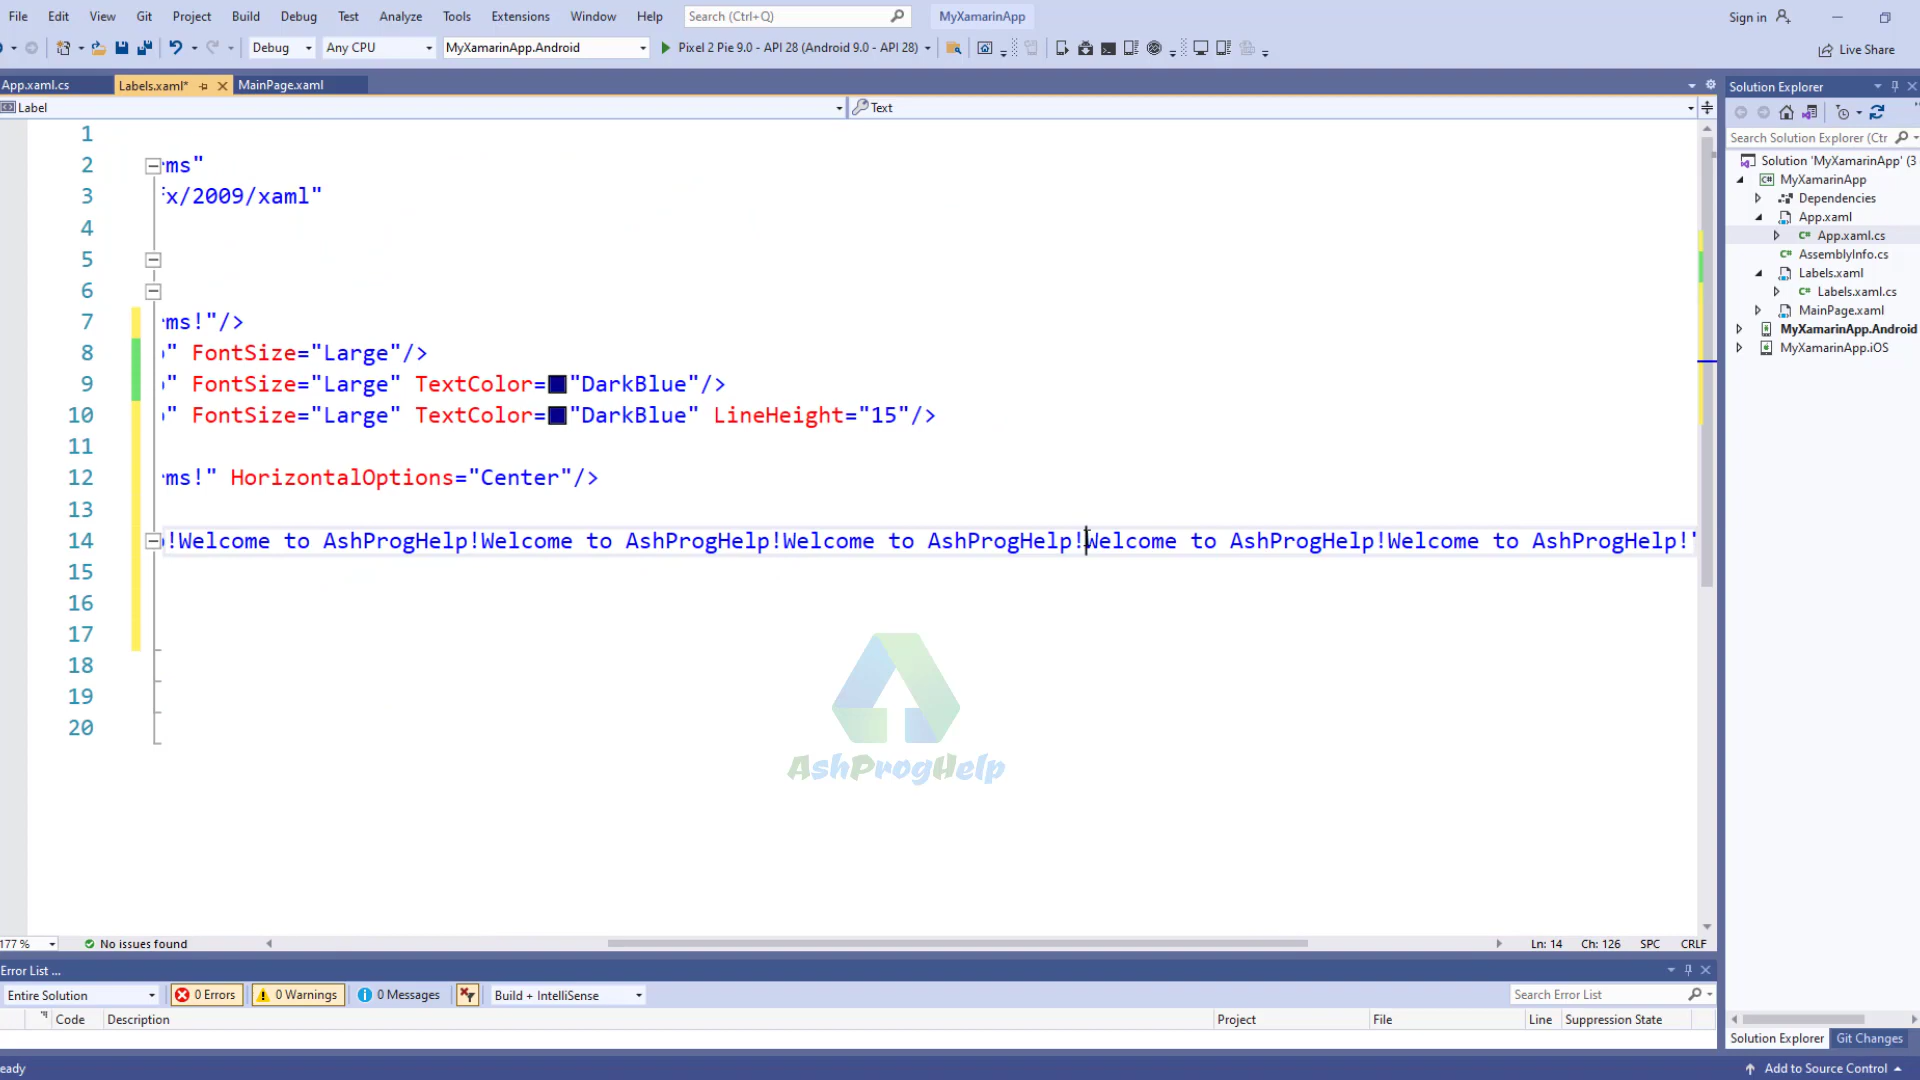 File Edit View Git Project Build Debug Test Analyze Tools Extensions Window Help Search (Ctrl+Q) MyXamarinApp Sign in
Debug Any CPU MyXamarinApp.Android Pixel 2 Pie 9.0 - API 28 (Android 9.0 - API 28) Live Share
App.xaml.cs Labels.xaml* MainPage.xaml
Label Text
1
2 rms"
3 fx/2009/xaml"
4
5
6
7 rms!"/>
8 " FontSize="Large"/>
9 " FontSize="Large" TextColor="DarkBlue"/>
10 " FontSize="Large" TextColor="DarkBlue" LineHeight="15"/>
11
12 rms!" HorizontalOptions="Center"/>
13
14 !Welcome to AshProgHelp!Welcome to AshProgHelp!Welcome to AshProgHelp!Welcome to AshProgHelp!Welcome to AshProgHelp!"
15
16
17
18
19
20
AshProgHelp
177 % No issues found Ln: 14 Ch: 126 SPC CRLF
Error List ...
Entire Solution 0 Errors 0 Warnings 0 Messages Build + IntelliSense Search Error List
Code Description Project File Line Suppression State
eady
Solution Explorer
Search Solution Explorer (Ctr
Solution 'MyXamarinApp' (3
MyXamarinApp
Dependencies
App.xaml
App.xaml.cs
AssemblyInfo.cs
Labels.xaml
Labels.xaml.cs
MainPage.xaml
MyXamarinApp.Android
MyXamarinApp.iOS
Solution Explorer Git Changes
Add to Source Control